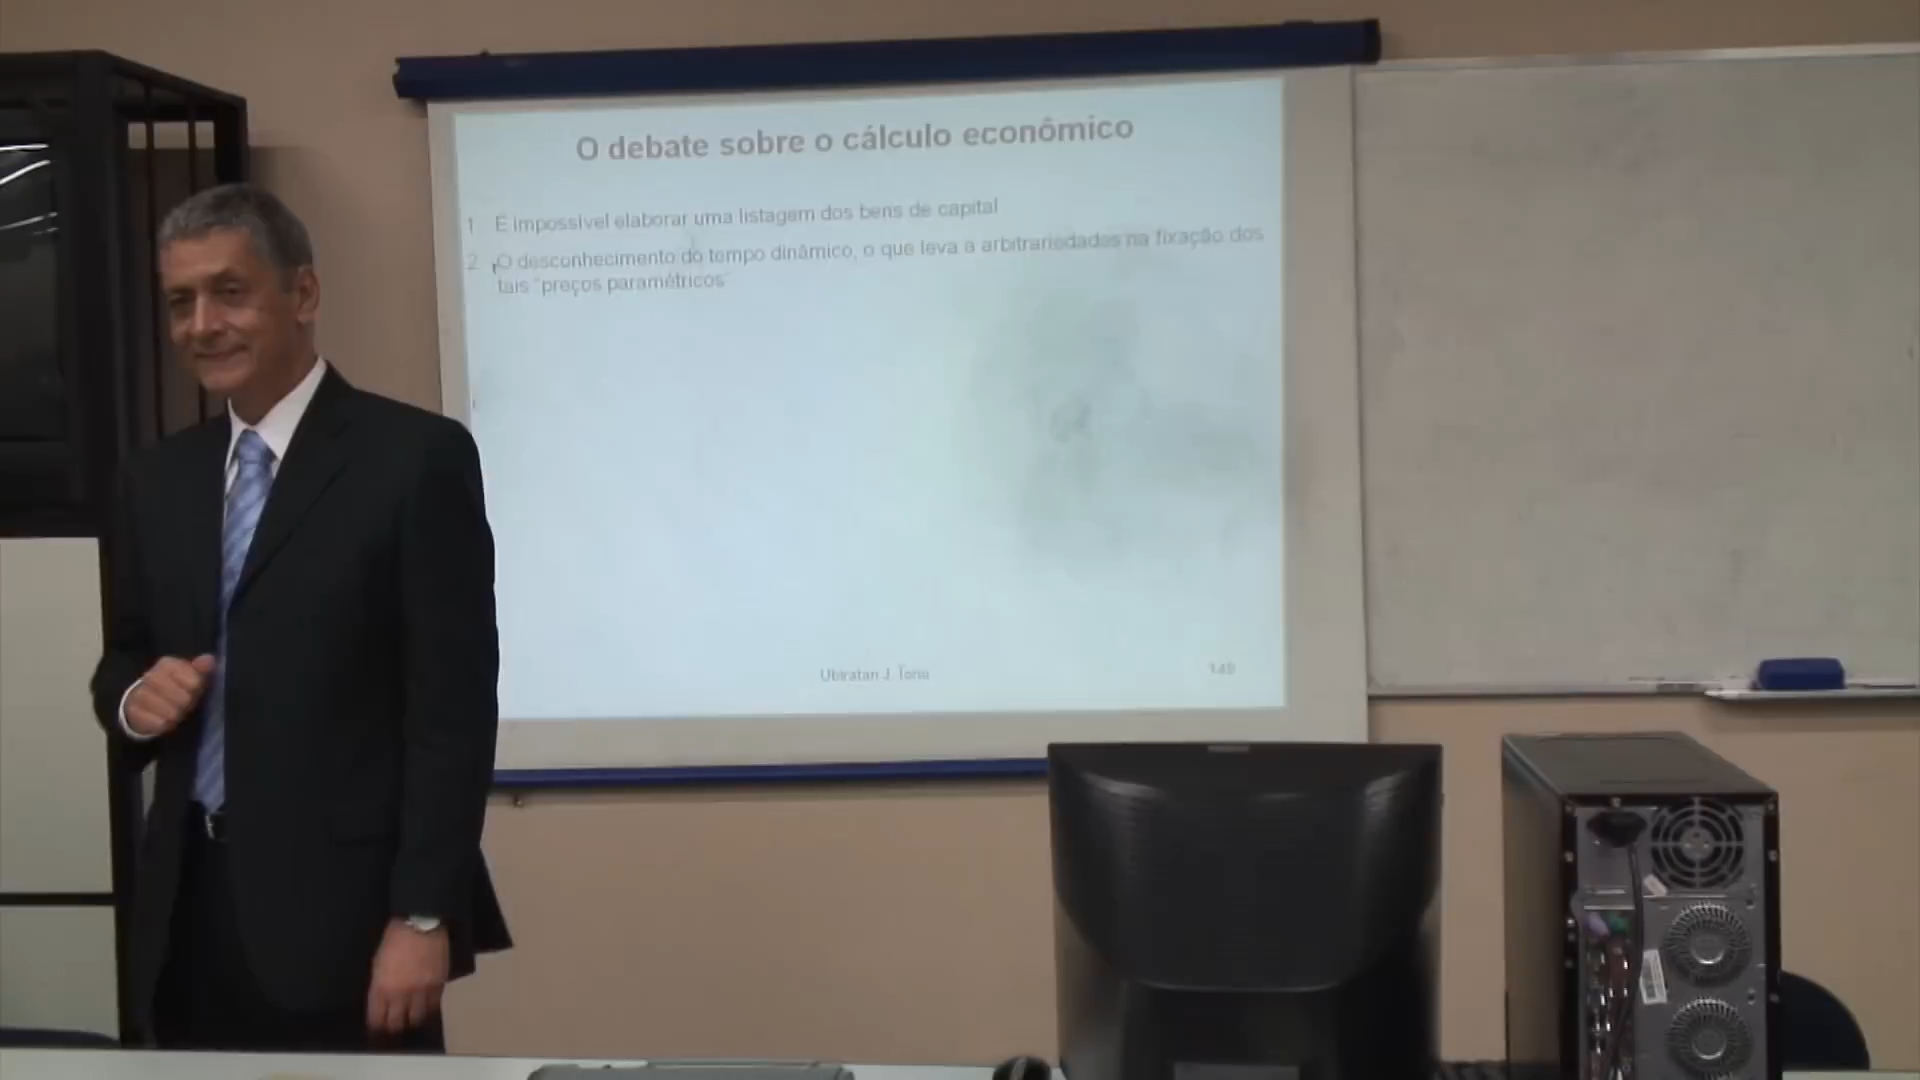 O debate sobre o cálculo econômico
1. É impossível elaborar uma listagem dos bens de capital
2. O desconhecimento do tempo dinâmico, o que leva a arbitrariedades na fixação dos
tais "preços paramétricos"
Ubiratan J. Iorio
149